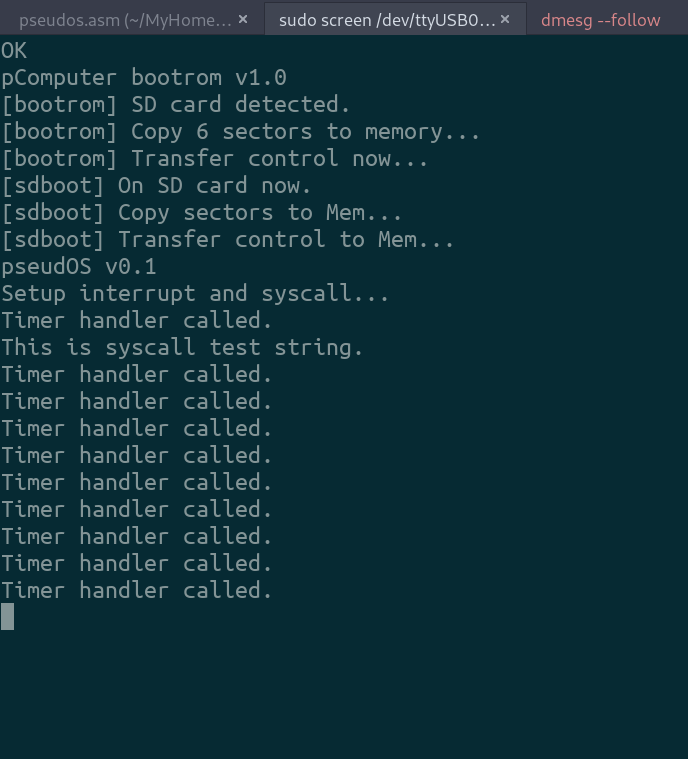 pseudos.asm (~/MyHome... ×
sudo screen /dev/ttyUSB0... ×
dmesg --follow
OK
pComputer bootrom v1.0
[bootrom] SD card detected.
[bootrom] Copy 6 sectors to memory...
[bootrom] Transfer control now...
[sdboot] On SD card now.
[sdboot] Copy sectors to Mem...
[sdboot] Transfer control to Mem...
pseudOS v0.1
Setup interrupt and syscall...
Timer handler called.
This is syscall test string.
Timer handler called.
Timer handler called.
Timer handler called.
Timer handler called.
Timer handler called.
Timer handler called.
Timer handler called.
Timer handler called.
Timer handler called.